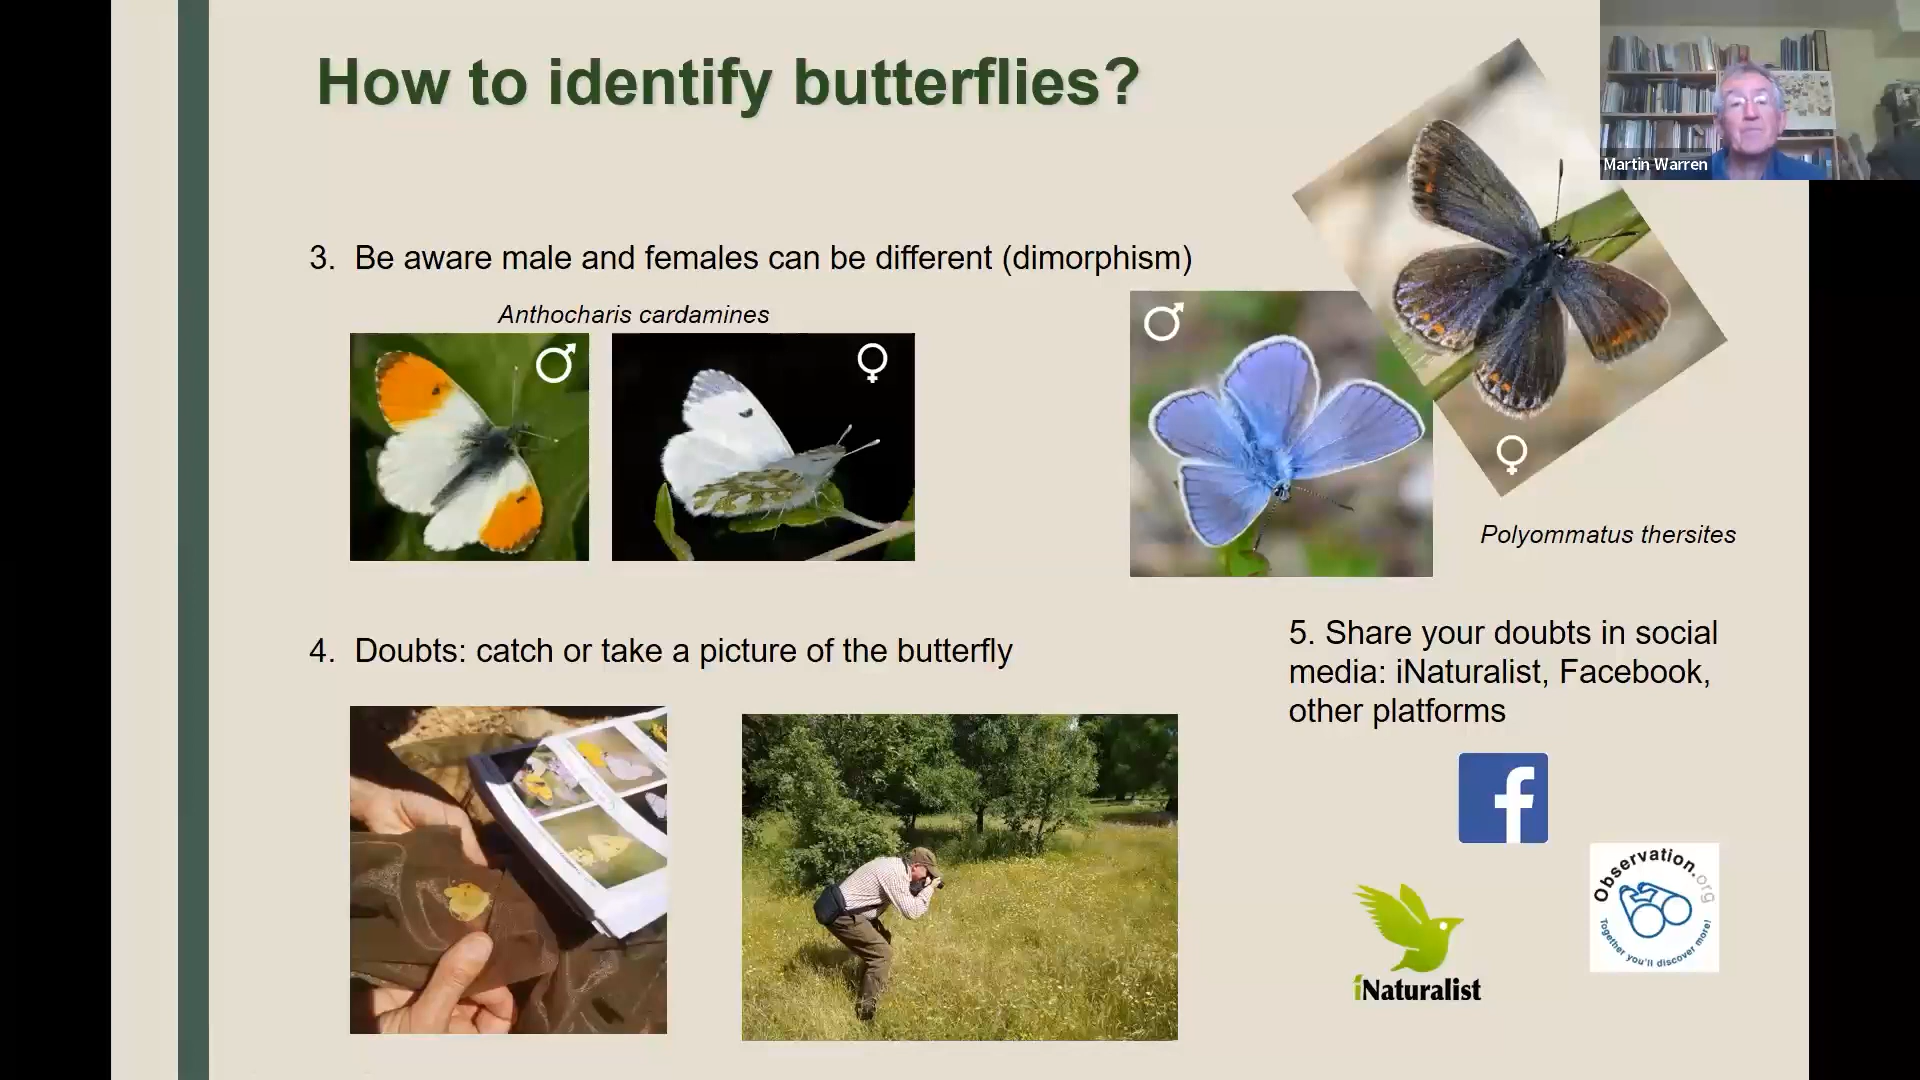 How to identify butterflies?
Martin Warren
3. Be aware male and females can be different (dimorphism)
Anthocharis cardamines
Polyommatus thersites
4. Doubts: catch or take a picture of the butterfly
5. Share your doubts in social
media: iNaturalist, Facebook,
other platforms
f
Observation.org
Together you'll discover more!
iNaturalist